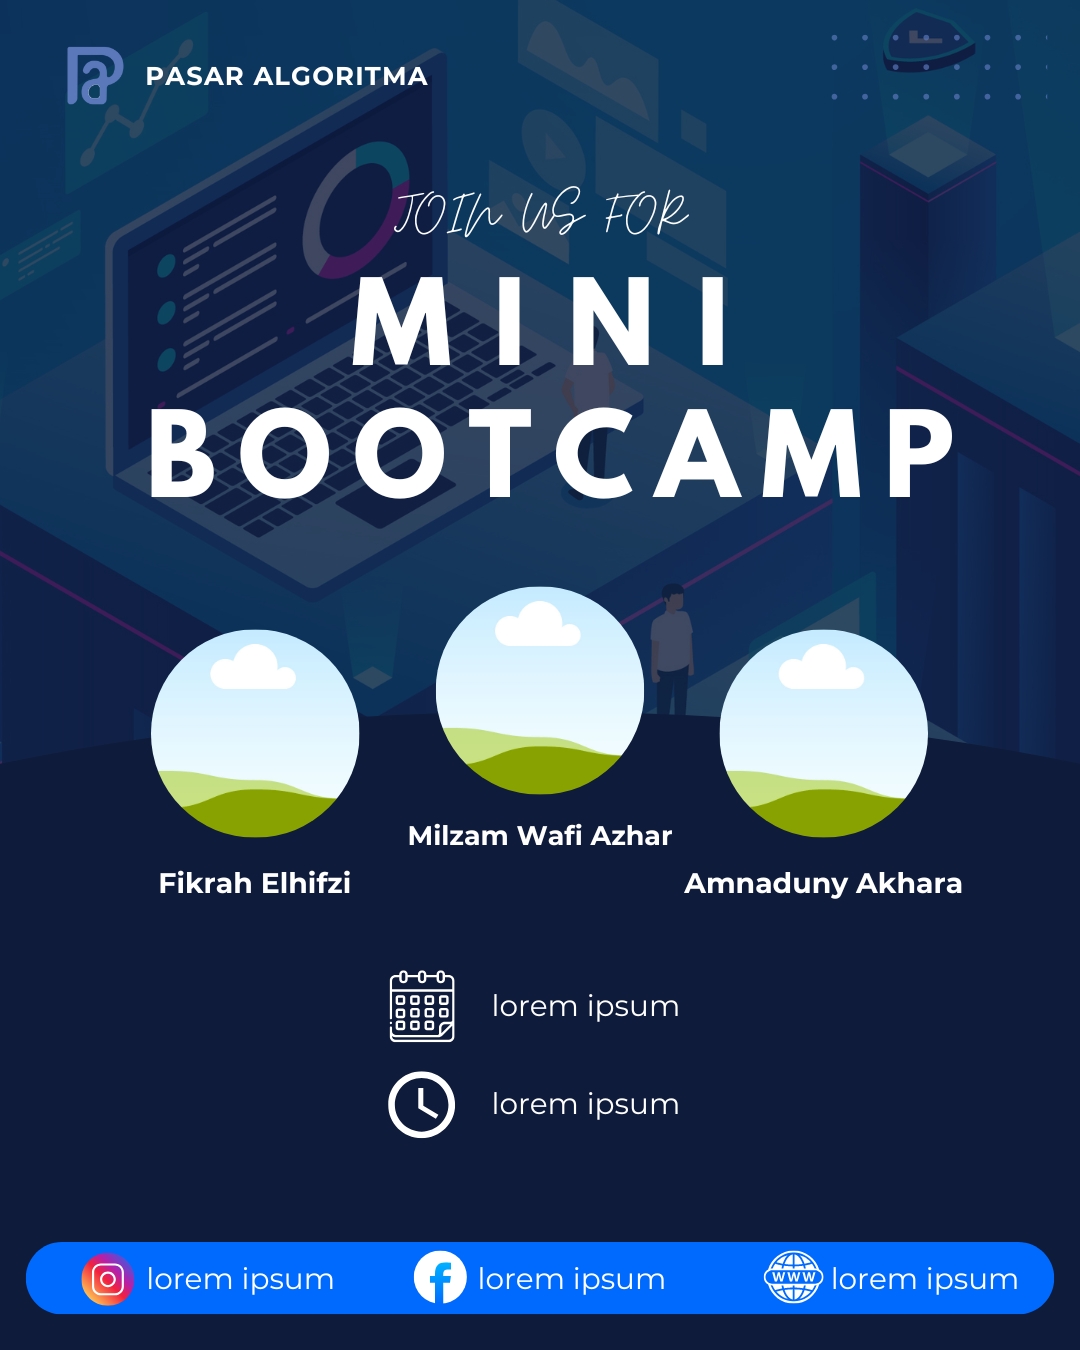 PASAR ALGORITMA
JOIN US FOR
MINI
BOOTCAMP
Milzam Wafi Azhar
Fikrah Elhifzi
Amnaduny Akhara
lorem ipsum
lorem ipsum
lorem ipsum
lorem ipsum
WWW
lorem ipsum